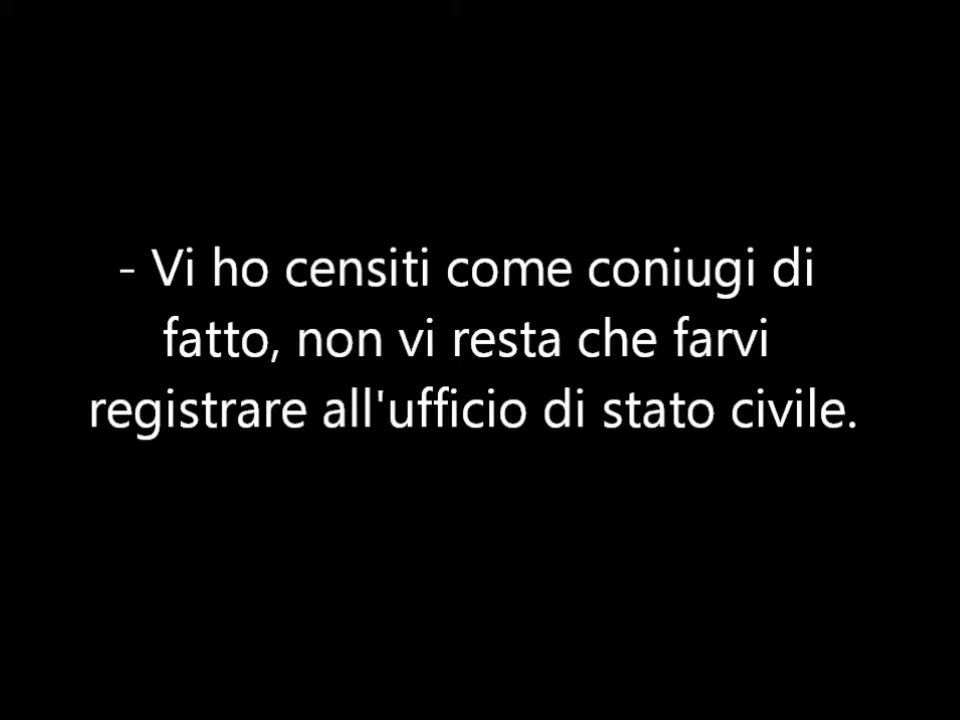 - Vi ho censiti come coniugi di
fatto, non vi resta che farvi
registrare all'ufficio di stato civile.